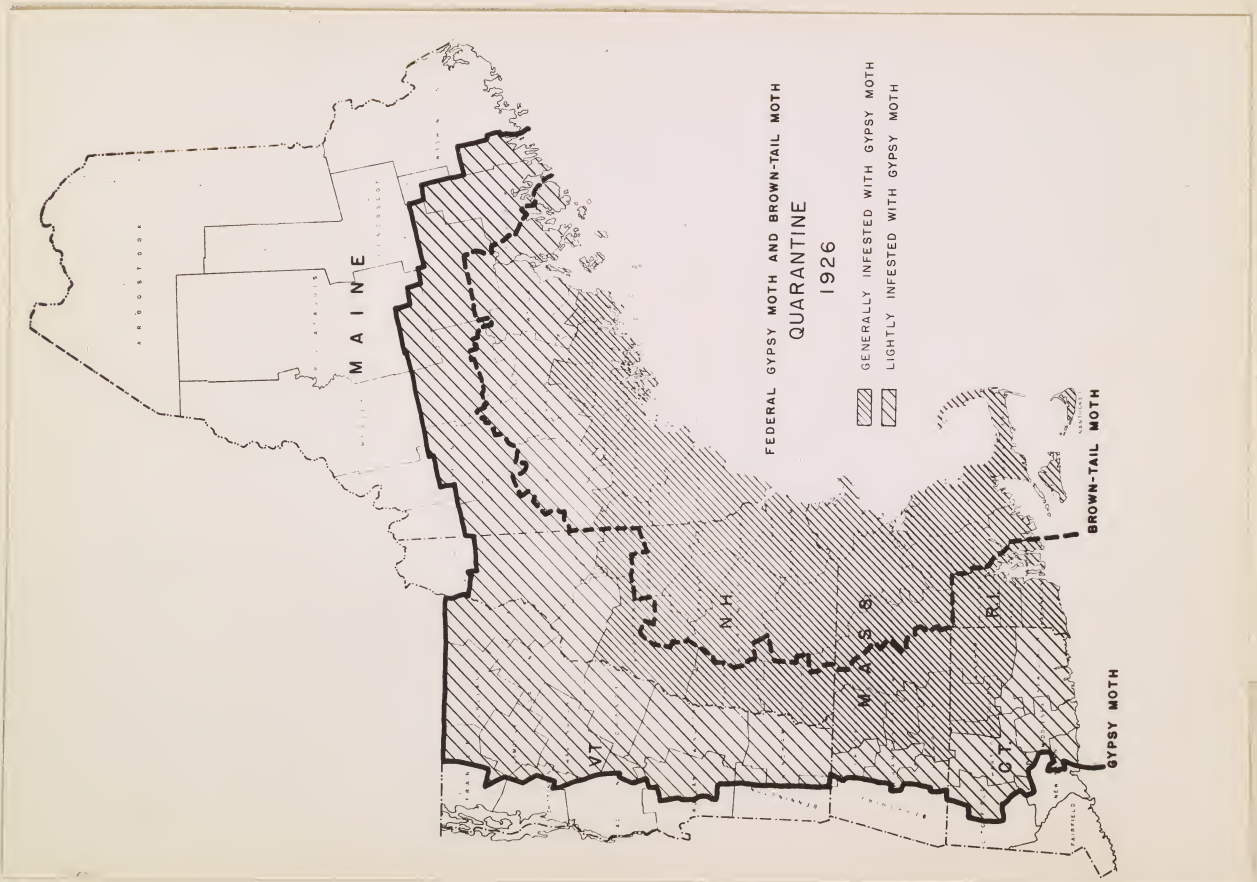 FEDERAL GYPSY MOTH AND BROWN-TAIL MOTH
QUARANTINE
1926
GENERALLY INFESTED WITH GYPSY MOTH
LIGHTLY INFESTED WITH GYPSY MOTH
MAINE
AROOSTOOK
VT.
N H
MASS.
R.I.
CT.
FAIRFIELD
NANTUCKET
BROWN-TAIL MOTH
GYPSY MOTH